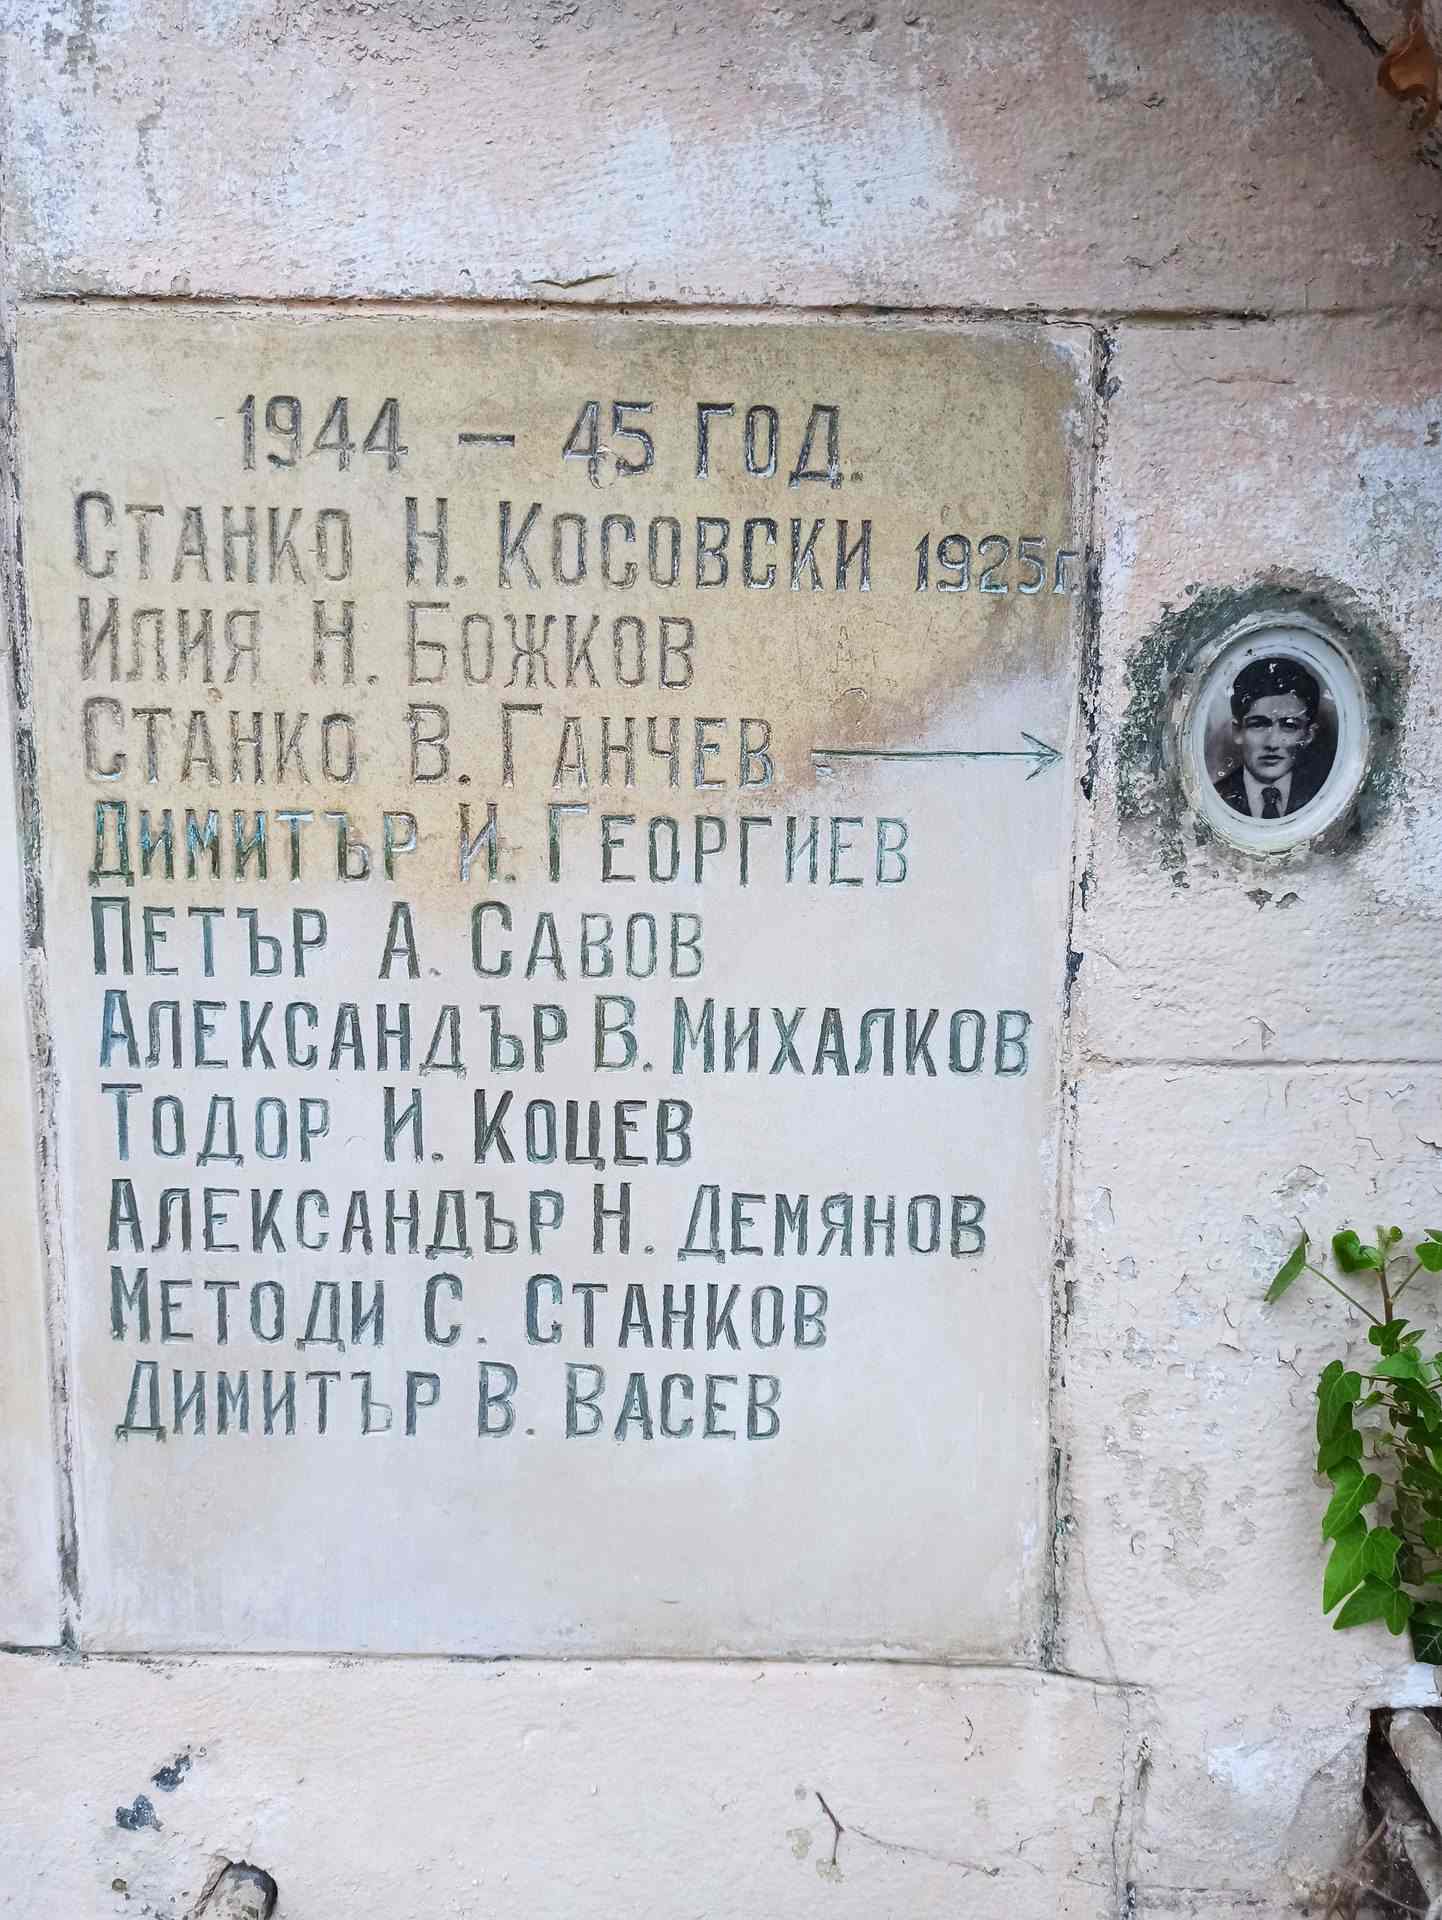 1944 – 45 ГОД.
СТАНКО Н. КОСОВСКИ 1925г.
ИЛИЯ Н. БОЖКОВ
СТАНКО В. ГАНЧЕВ →
ДИМИТЪР И. ГЕОРГИЕВ
ПЕТЪР А. САВОВ
АЛЕКСАНДЪР В. МИХАЛКОВ
ТОДОР И. КОЦЕВ
АЛЕКСАНДЪР Н. ДЕМЯНОВ
МЕТОДИ С. СТАНКОВ
ДИМИТЪР В. ВАСЕВ